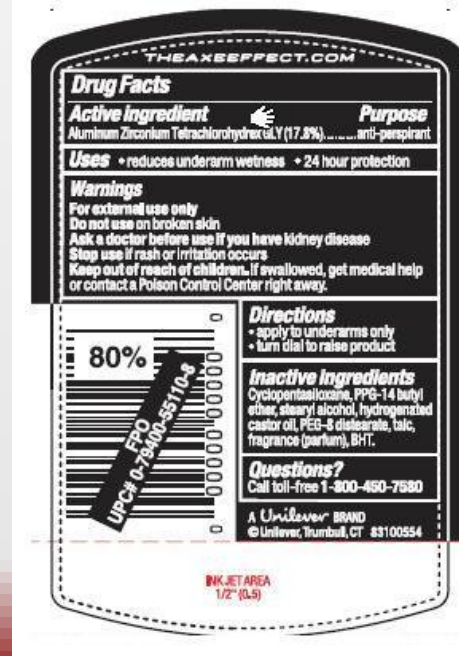 THEAXEEFFECT.COM
Drug Facts
Active ingredient Purpose
Aluminum Zirconium Tetrachlorohydrex GLY (17.8%)......anti-perspirant
Uses • reduces underarm wetness • 24 hour protection
Warnings
For external use only
Do not use on broken skin
Ask a doctor before use if you have kidney disease
Stop use if rash or irritation occurs
Keep out of reach of children. If swallowed, get medical help
or contact a Poison Control Center right away.
Directions
• apply to underarms only
• turn dial to raise product
Inactive ingredients
Cyclopentasiloxane, PPG-14 butyl
ether, stearyl alcohol, hydrogenated
castor oil, PEG-8 distearate, talc,
fragrance (parfum), BHT.
Questions?
Call toll-free 1-800-450-7580
A Unilever BRAND
© Unilever, Trumbull, CT 83100554
80%
FPO
UPC# 0-79400-55110-8
INK JET AREA
1/2" (0.5)